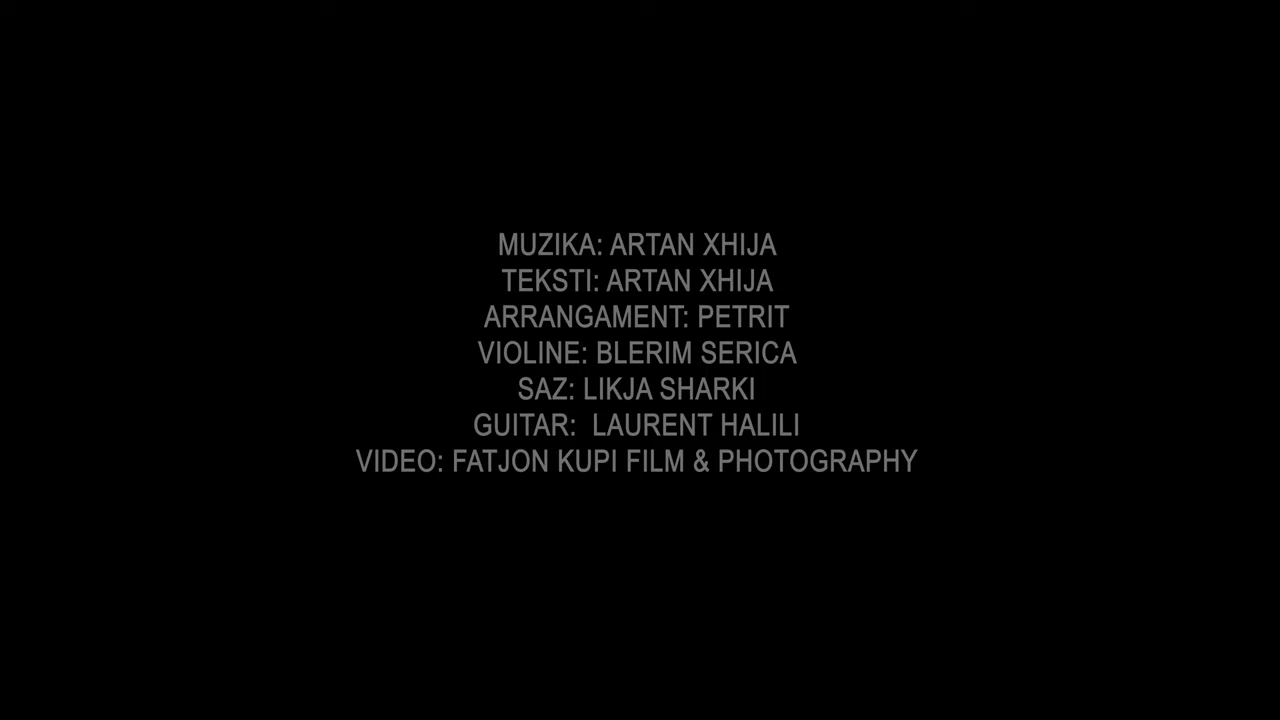 MUZIKA: ARTAN XHIJA
TEKSTI: ARTAN XHIJA
ARRANGAMENT: PETRIT
VIOLINE: BLERIM SERICA
SAZ: LIKJA SHARKI
GUITAR:  LAURENT HALILI
VIDEO: FATJON KUPI FILM & PHOTOGRAPHY